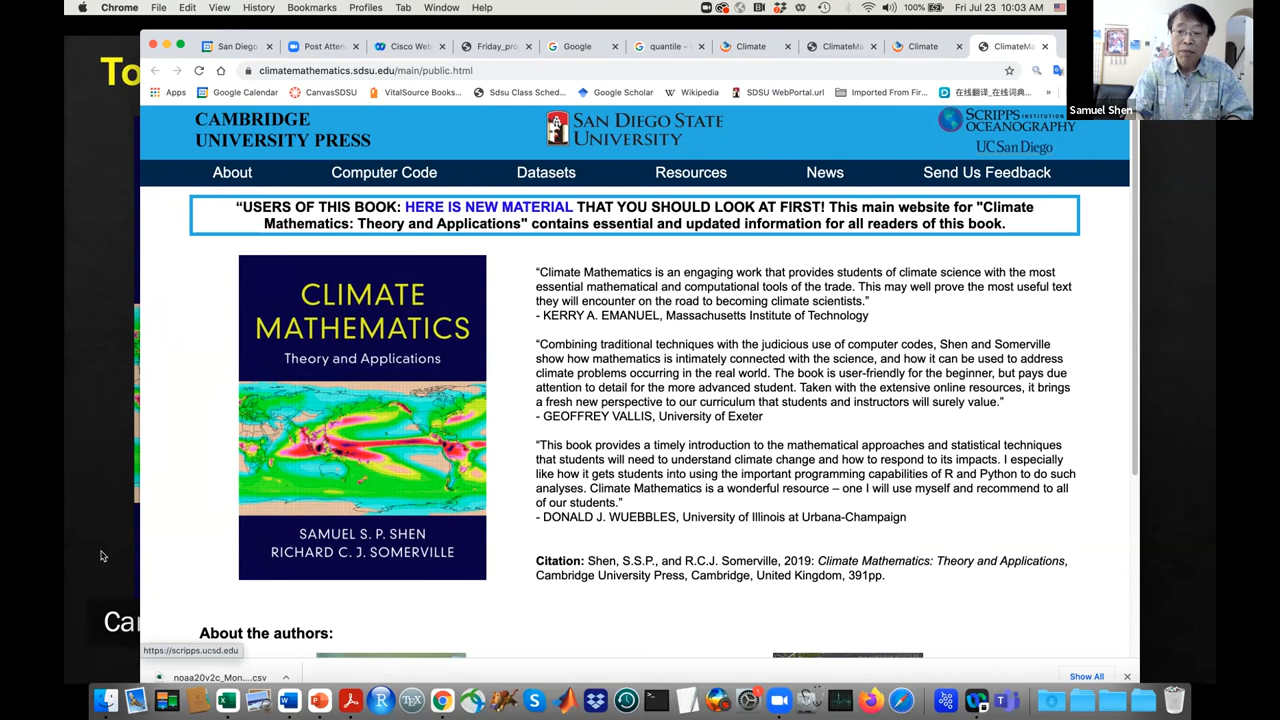 Chrome File Edit View History Bookmarks Profiles Tab Window Help 100% Fri Jul 23 10:03 AM
To
San Diego Post Atten Cisco Web Friday_pro Google quantile - Climate ClimateMa Climate ClimateMa
climatemathematics.sdsu.edu/main/public.html
Apps Google Calendar CanvasSDSU VitalSource Books... Sdsu Class Sched... Google Scholar Wikipedia SDSU WebPortal.url Imported From Fir... 在线翻译_在线词典... »
Samuel Shen
CAMBRIDGE
UNIVERSITY PRESS
SAN DIEGO STATE
UNIVERSITY
SCRIPPS INSTITUTION OF
OCEANOGRAPHY
UC San Diego
About Computer Code Datasets Resources News Send Us Feedback
“USERS OF THIS BOOK: HERE IS NEW MATERIAL THAT YOU SHOULD LOOK AT FIRST! This main website for "Climate
Mathematics: Theory and Applications" contains essential and updated information for all readers of this book.
CLIMATE
MATHEMATICS
Theory and Applications
SAMUEL S. P. SHEN
RICHARD C. J. SOMERVILLE
“Climate Mathematics is an engaging work that provides students of climate science with the most
essential mathematical and computational tools of the trade. This may well prove the most useful text
they will encounter on the road to becoming climate scientists.”
- KERRY A. EMANUEL, Massachusetts Institute of Technology
“Combining traditional techniques with the judicious use of computer codes, Shen and Somerville
show how mathematics is intimately connected with the science, and how it can be used to address
climate problems occurring in the real world. The book is user-friendly for the beginner, but pays due
attention to detail for the more advanced student. Taken with the extensive online resources, it brings
a fresh new perspective to our curriculum that students and instructors will surely value.”
- GEOFFREY VALLIS, University of Exeter
“This book provides a timely introduction to the mathematical approaches and statistical techniques
that students will need to understand climate change and how to respond to its impacts. I especially
like how it gets students into using the important programming capabilities of R and Python to do such
analyses. Climate Mathematics is a wonderful resource – one I will use myself and recommend to all
of our students.”
- DONALD J. WUEBBLES, University of Illinois at Urbana-Champaign
Citation: Shen, S.S.P., and R.C.J. Somerville, 2019: Climate Mathematics: Theory and Applications,
Cambridge University Press, Cambridge, United Kingdom, 391pp.
Car
About the authors:
https://scripps.ucsd.edu
noaa20v2c_Mon....csv
Show All